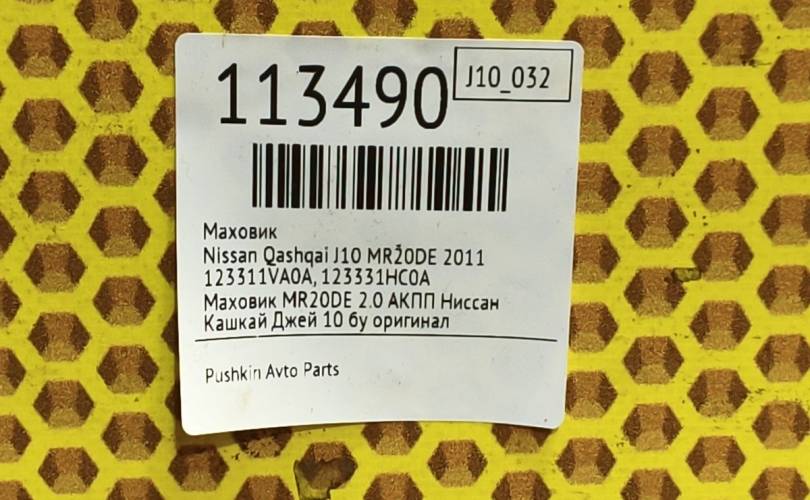 113490
J10_032
Маховик
Nissan Qashqai J10 MR20DE 2011
123311VA0A, 123331HC0A
Маховик MR20DE 2.0 АКПП Ниссан
Кашкай Джей 10 бу оригинал
Pushkin Avto Parts